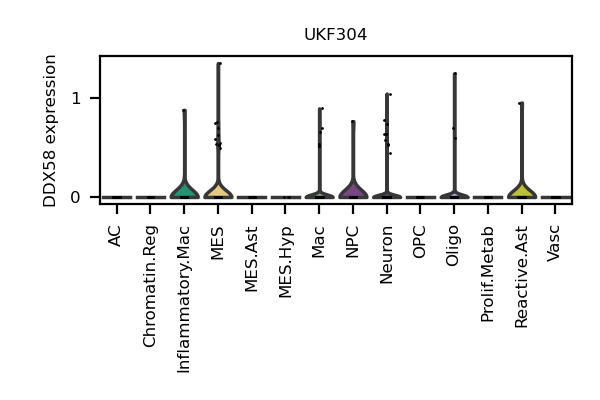 UKF304
DDX58 expression
1
0
AC
Chromatin.Reg
Inflammatory.Mac
MES
MES.Ast
MES.Hyp
Mac
NPC
Neuron
OPC
Oligo
Prolif.Metab
Reactive.Ast
Vasc